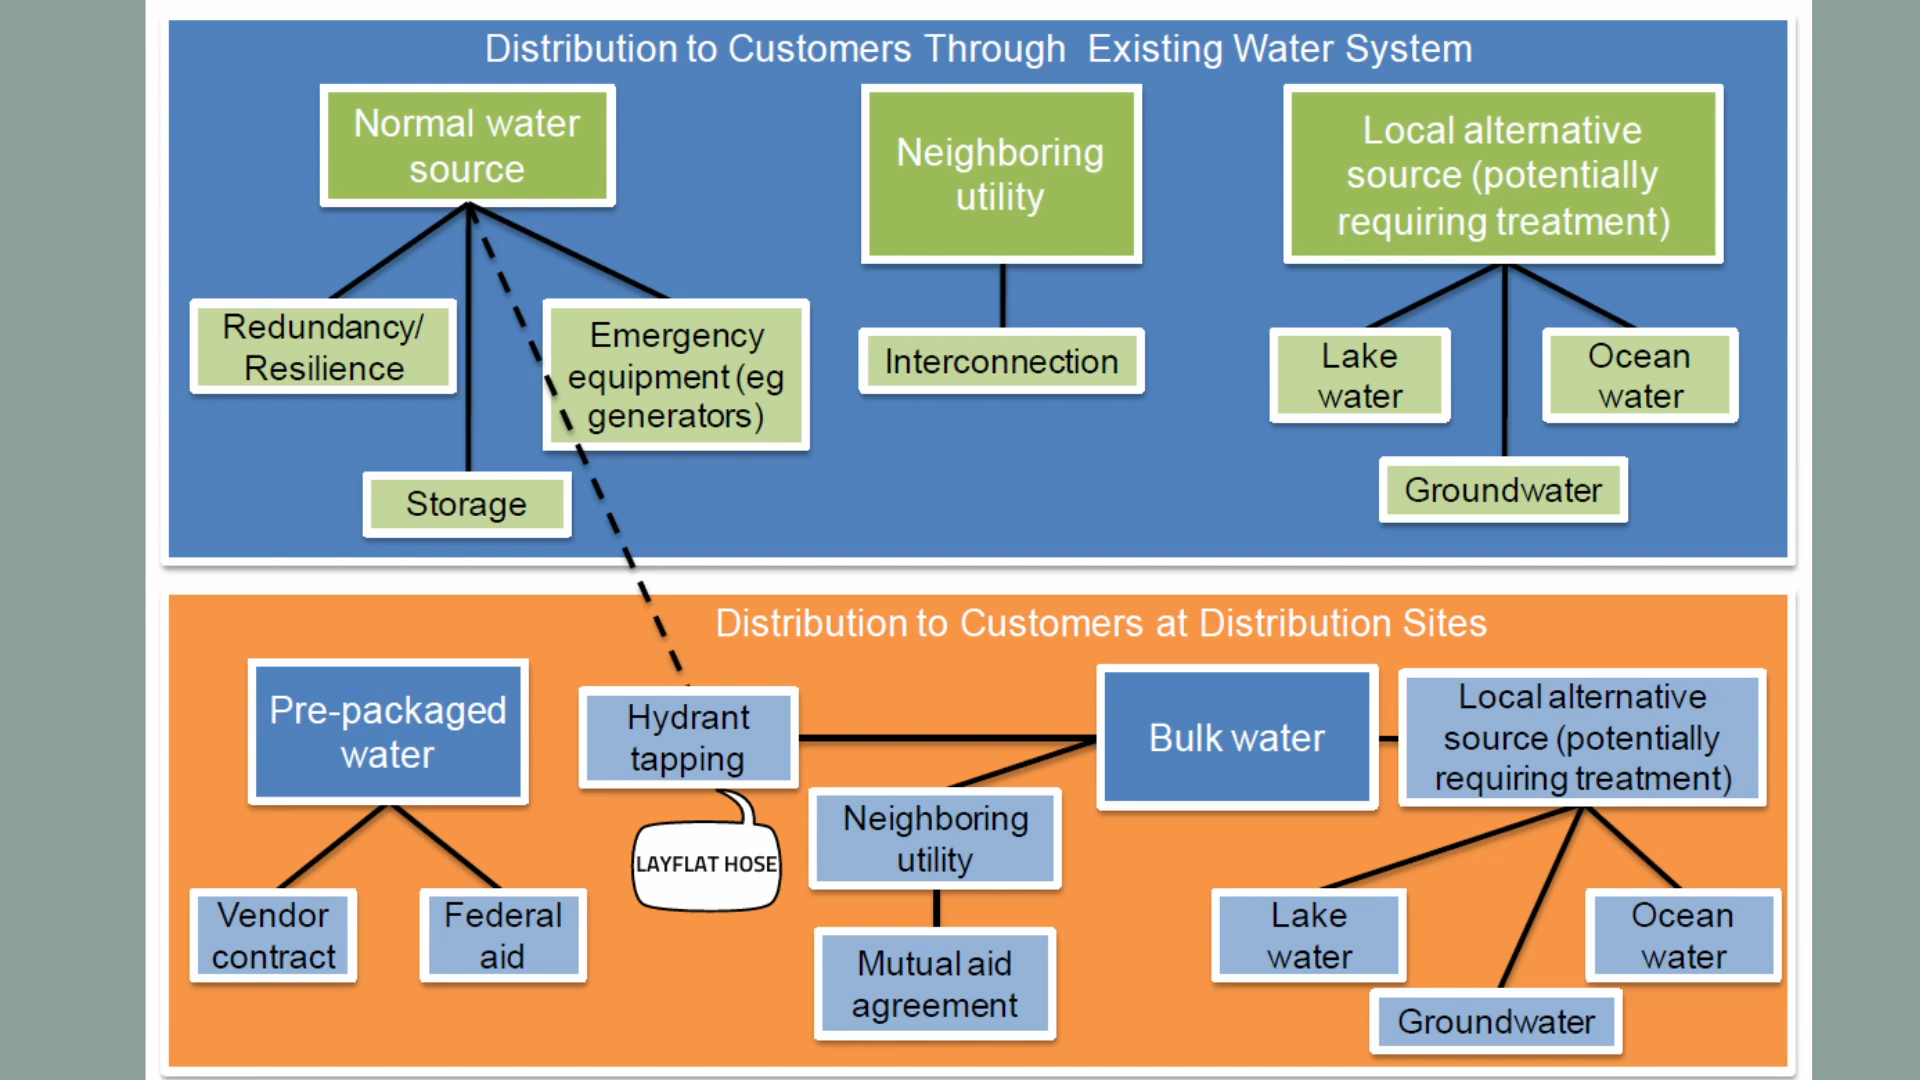 Distribution to Customers Through Existing Water System
Normal water
source
Neighboring
utility
Local alternative
source (potentially
requiring treatment)
Redundancy/
Resilience
Emergency
equipment (eg
generators)
Interconnection
Lake
water
Ocean
water
Storage
Groundwater
Distribution to Customers at Distribution Sites
Pre-packaged
water
Hydrant
tapping
Bulk water
Local alternative
source (potentially
requiring treatment)
LAYFLAT HOSE
Neighboring
utility
Vendor
contract
Federal
aid
Mutual aid
agreement
Lake
water
Ocean
water
Groundwater